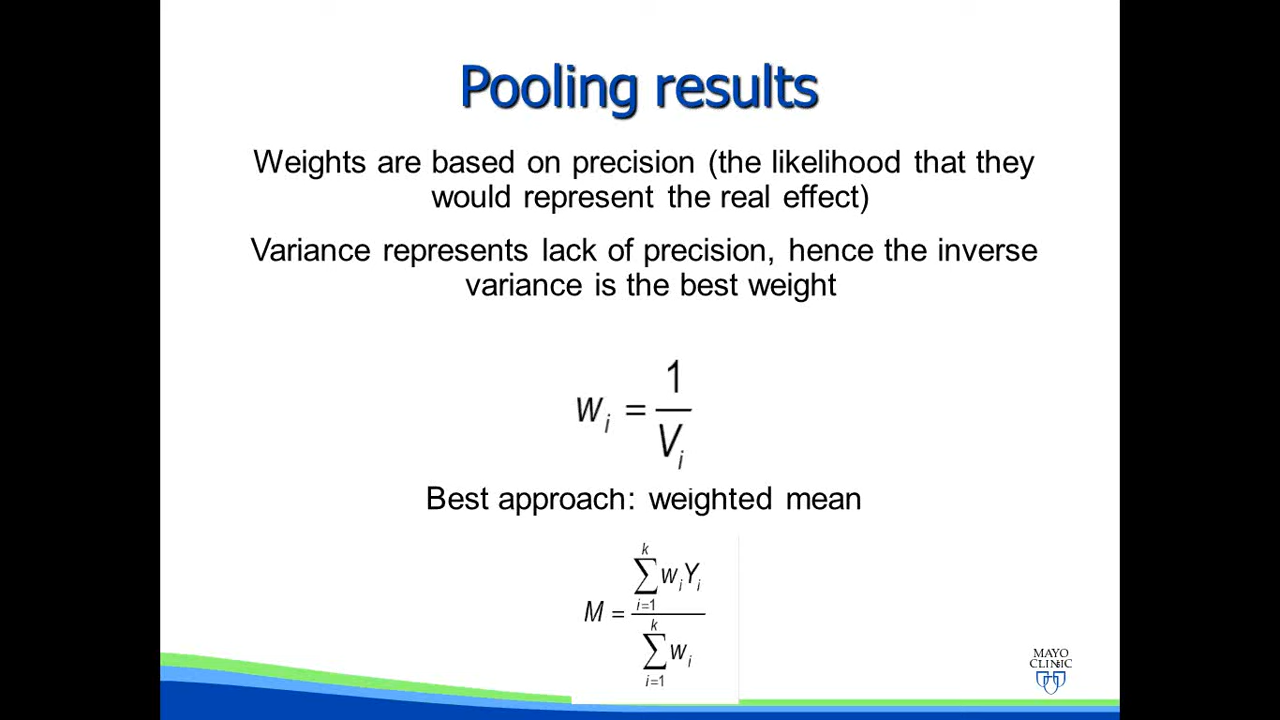 Pooling results
Weights are based on precision (the likelihood that they
would represent the real effect)
Variance represents lack of precision, hence the inverse
variance is the best weight
w_i = 1 / V_i
Best approach: weighted mean
M = ∑_{i=1}^{k} w_i Y_i / ∑_{i=1}^{k} w_i
MAYO
CLINIC